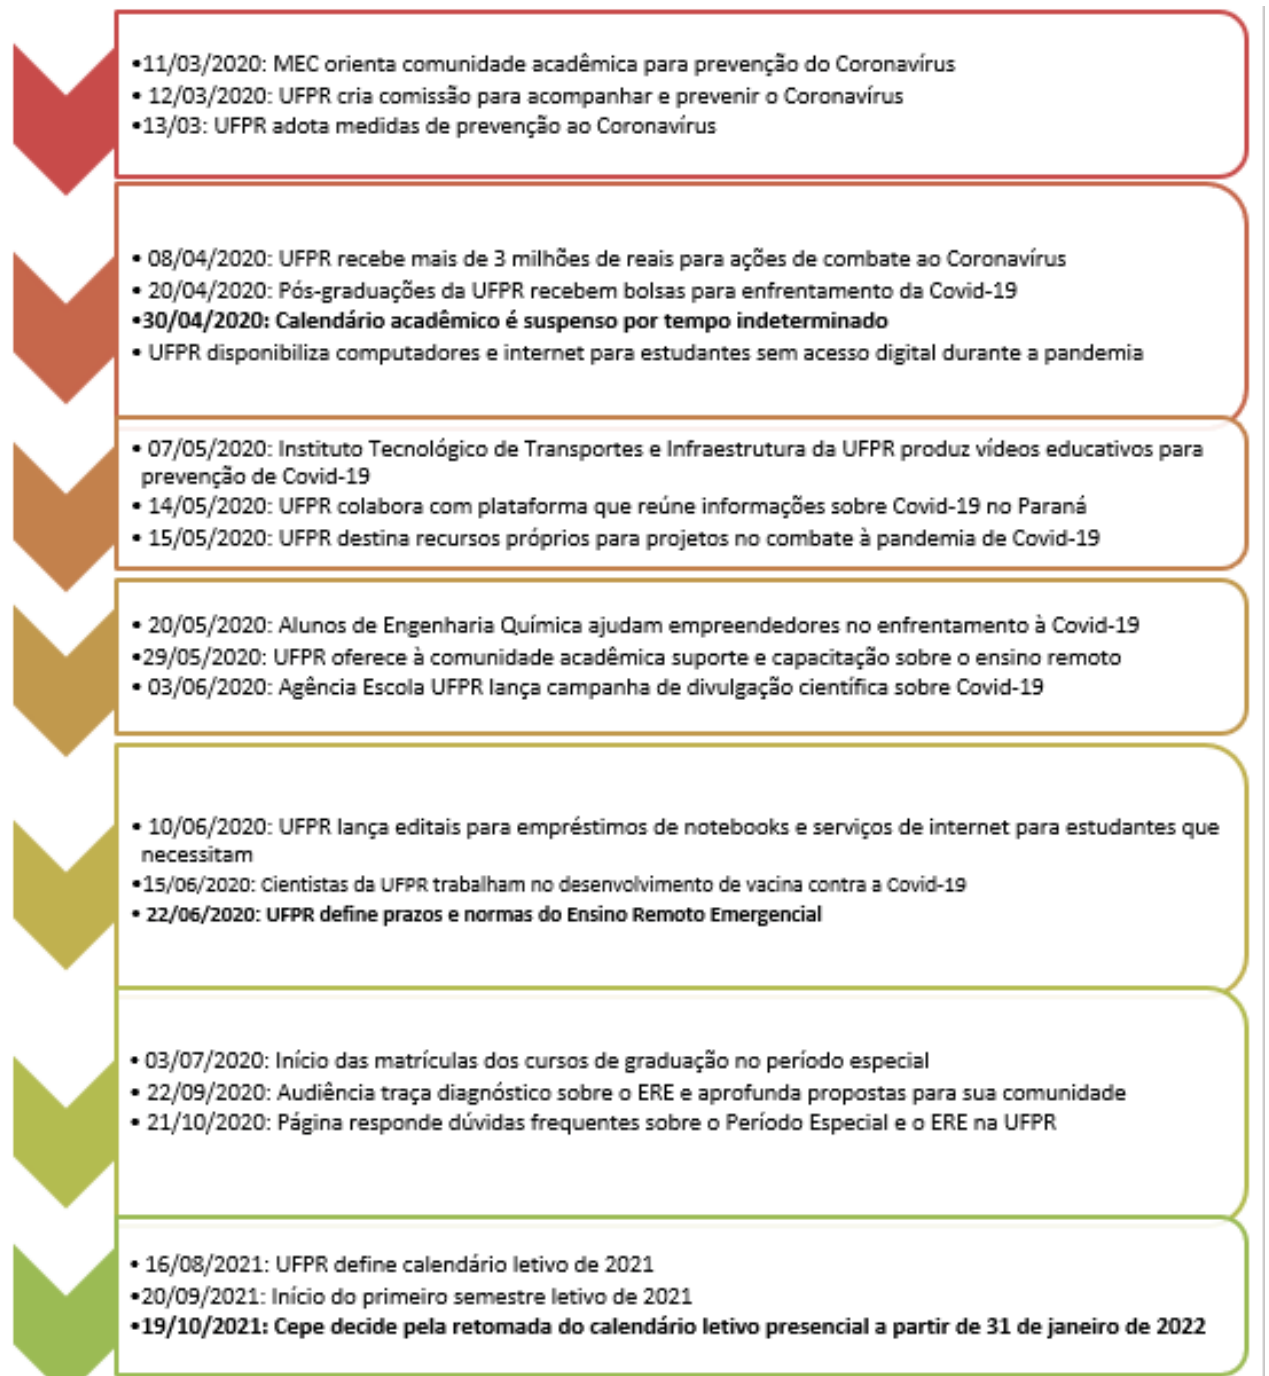 •11/03/2020: MEC orienta comunidade acadêmica para prevenção do Coronavírus
• 12/03/2020: UFPR cria comissão para acompanhar e prevenir o Coronavírus
•13/03: UFPR adota medidas de prevenção ao Coronavírus
• 08/04/2020: UFPR recebe mais de 3 milhões de reais para ações de combate ao Coronavírus
• 20/04/2020: Pós-graduações da UFPR recebem bolsas para enfrentamento da Covid-19
•30/04/2020: Calendário acadêmico é suspenso por tempo indeterminado
• UFPR disponibiliza computadores e internet para estudantes sem acesso digital durante a pandemia
• 07/05/2020: Instituto Tecnológico de Transportes e Infraestrutura da UFPR produz vídeos educativos para
prevenção de Covid-19
• 14/05/2020: UFPR colabora com plataforma que reúne informações sobre Covid-19 no Paraná
• 15/05/2020: UFPR destina recursos próprios para projetos no combate à pandemia de Covid-19
• 20/05/2020: Alunos de Engenharia Química ajudam empreendedores no enfrentamento à Covid-19
•29/05/2020: UFPR oferece à comunidade acadêmica suporte e capacitação sobre o ensino remoto
• 03/06/2020: Agência Escola UFPR lança campanha de divulgação científica sobre Covid-19
• 10/06/2020: UFPR lança editais para empréstimos de notebooks e serviços de internet para estudantes que
necessitam
•15/06/2020: Cientistas da UFPR trabalham no desenvolvimento de vacina contra a Covid-19
• 22/06/2020: UFPR define prazos e normas do Ensino Remoto Emergencial
• 03/07/2020: Início das matrículas dos cursos de graduação no período especial
• 22/09/2020: Audiência traça diagnóstico sobre o ERE e aprofunda propostas para sua comunidade
• 21/10/2020: Página responde dúvidas frequentes sobre o Período Especial e o ERE na UFPR
• 16/08/2021: UFPR define calendário letivo de 2021
•20/09/2021: Início do primeiro semestre letivo de 2021
•19/10/2021: Cepe decide pela retomada do calendário letivo presencial a partir de 31 de janeiro de 2022